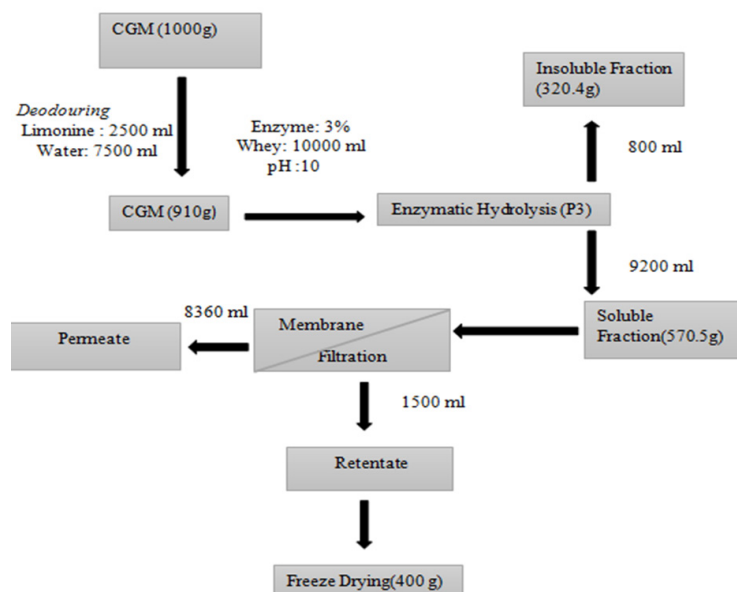 CGM (1000g)
Deodouring
Limonine : 2500 ml
Water: 7500 ml
Enzyme: 3%
Whey: 10000 ml
pH :10
Insoluble Fraction
(320.4g)
800 ml
CGM (910g)
Enzymatic Hydrolysis (P3)
9200 ml
Soluble
Fraction(570.5g)
Membrane
Filtration
8360 ml
Permeate
1500 ml
Retentate
Freeze Drying(400 g)